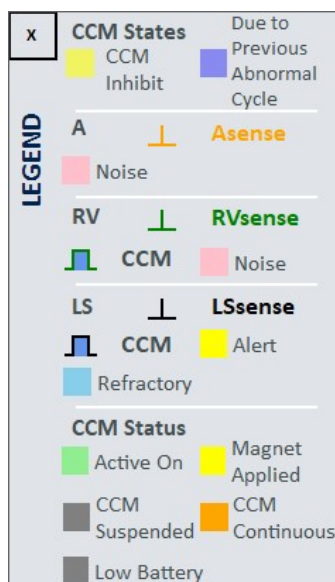 X
LEGEND
CCM States
CCM
Inhibit
Due to
Previous
Abnormal
Cycle
A
Asense
Noise
RV
RVsense
CCM
Noise
LS
LSsense
CCM
Alert
Refractory
CCM Status
Active On
Magnet
Applied
CCM
Suspended
CCM
Continuous
Low Battery